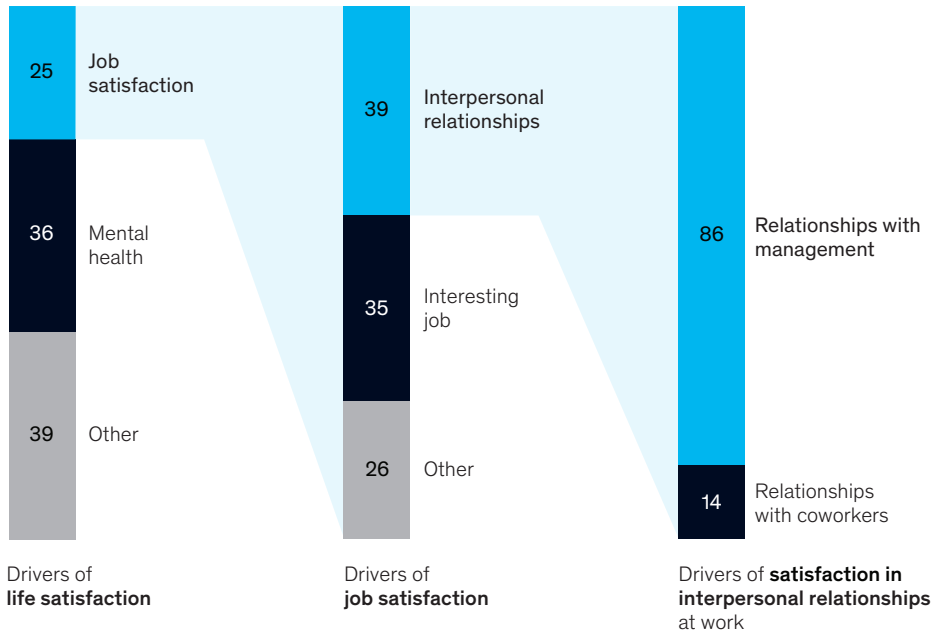 25
Job
satisfaction
36
Mental
health
39
Other
Drivers of
life satisfaction
39
Interpersonal
relationships
35
Interesting
job
26
Other
Drivers of
job satisfaction
86
Relationships with
management
14
Relationships
with coworkers
Drivers of satisfaction in
interpersonal relationships
at work